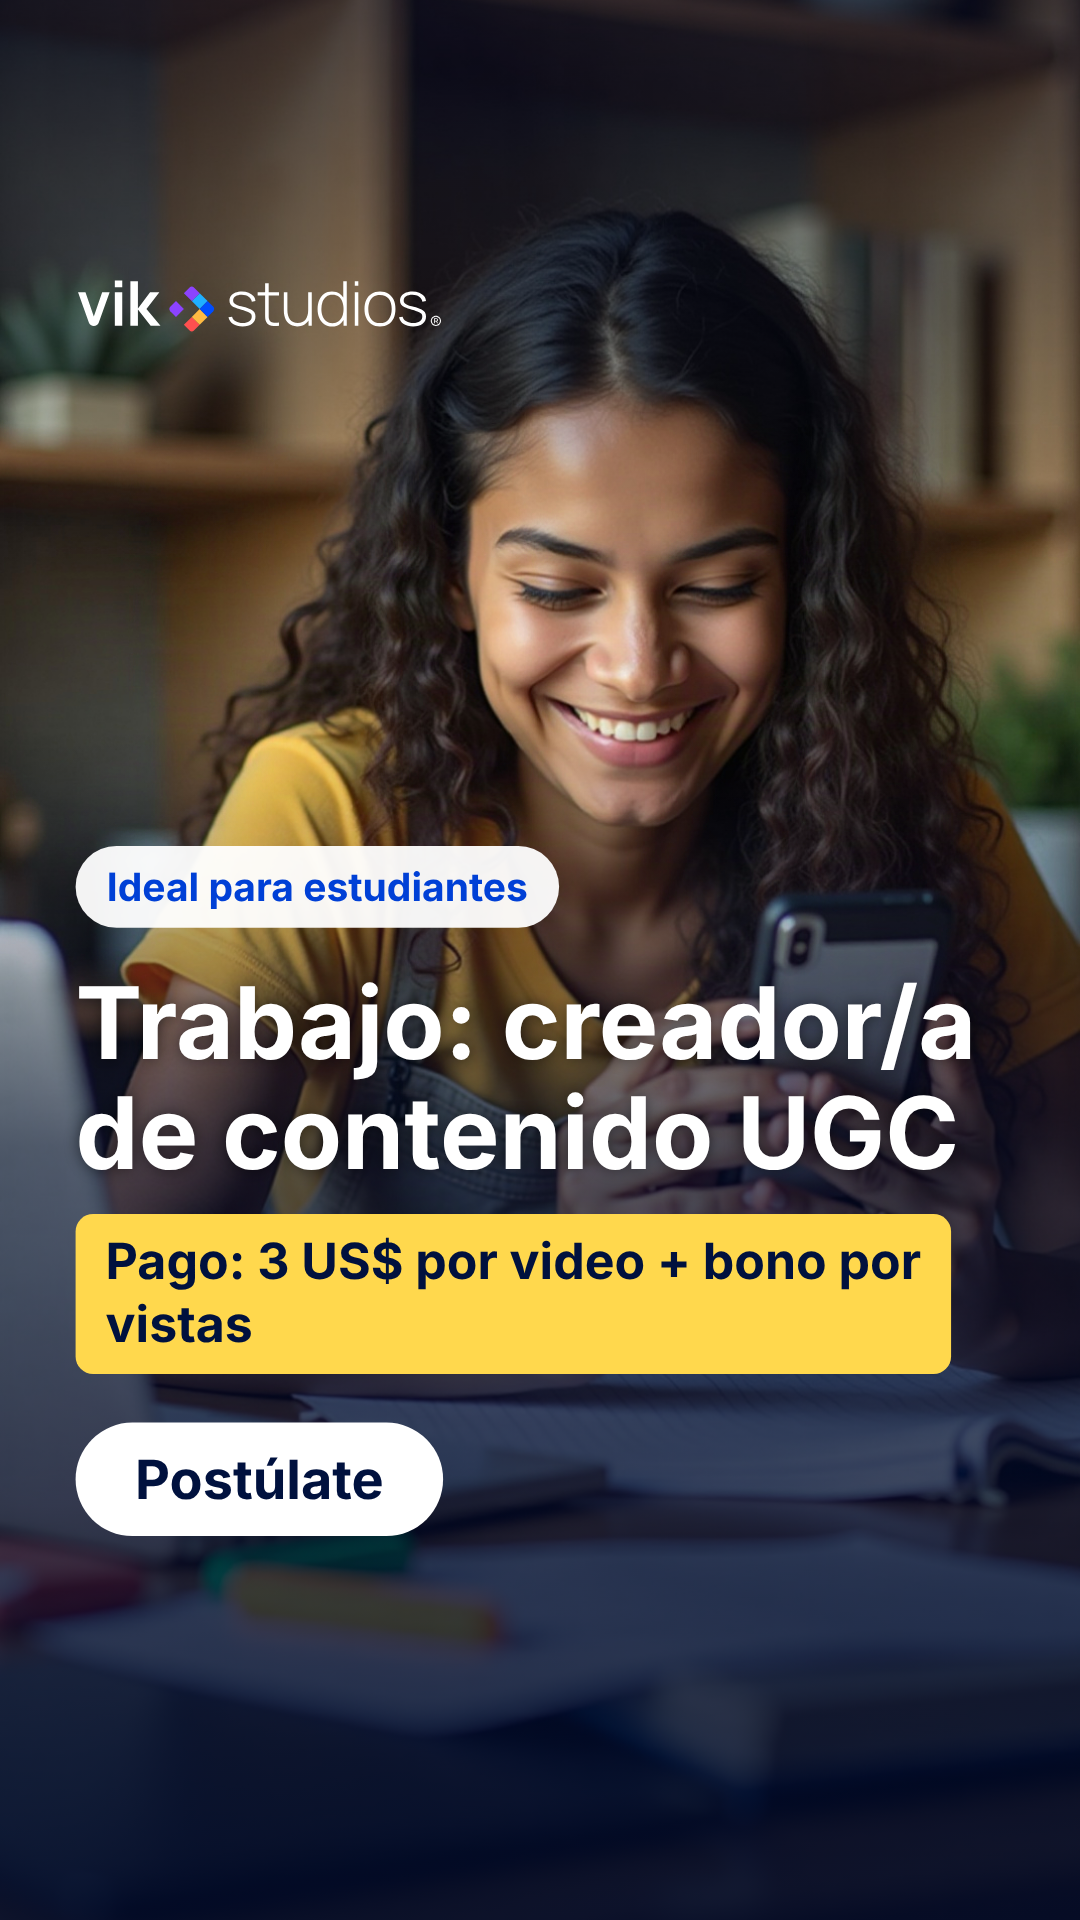 vik studios®
Ideal para estudiantes
Trabajo: creador/a
de contenido UGC
Pago: 3 US$ por video + bono por
vistas
Postúlate